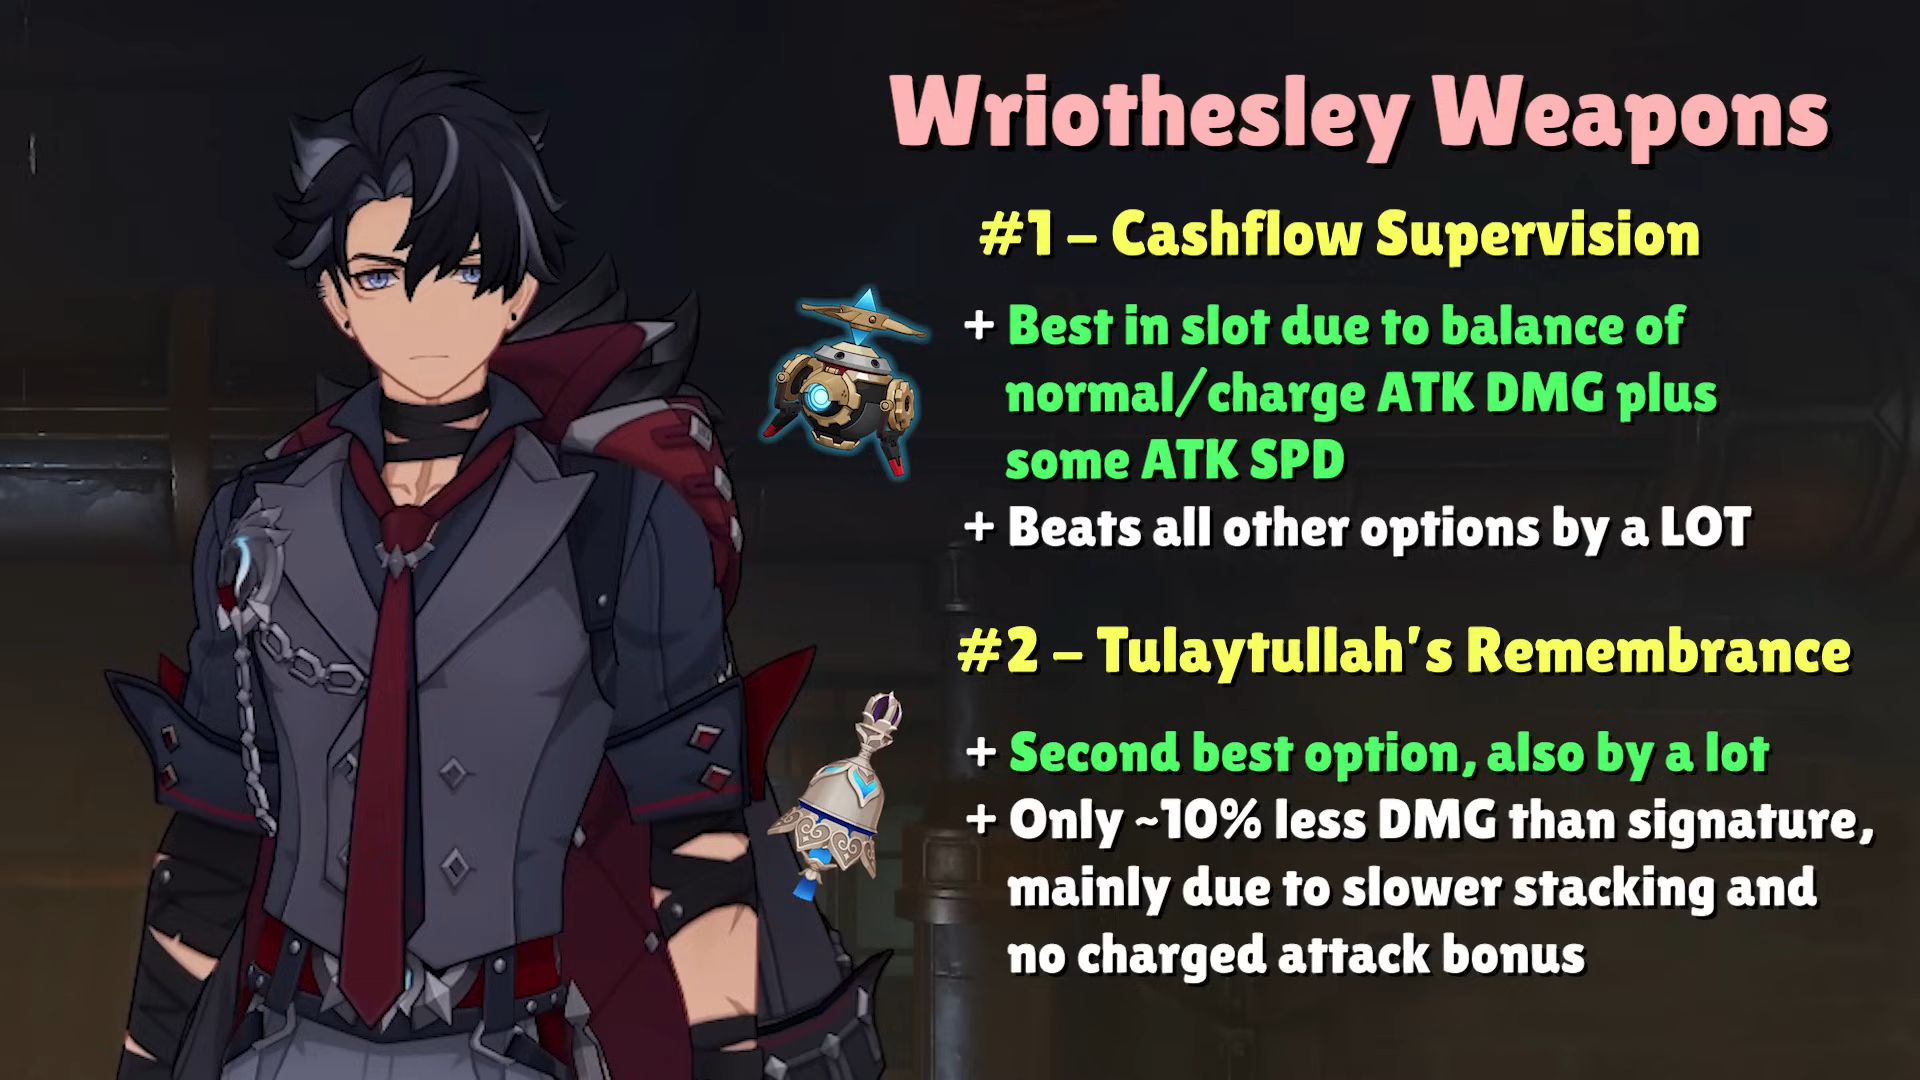 Wriothesley Weapons
#1 – Cashflow Supervision
+ Best in slot due to balance of
normal/charge ATK DMG plus
some ATK SPD
+ Beats all other options by a LOT
#2 – Tulaytullah's Remembrance
+ Second best option, also by a lot
+ Only ~10% less DMG than signature,
mainly due to slower stacking and
no charged attack bonus